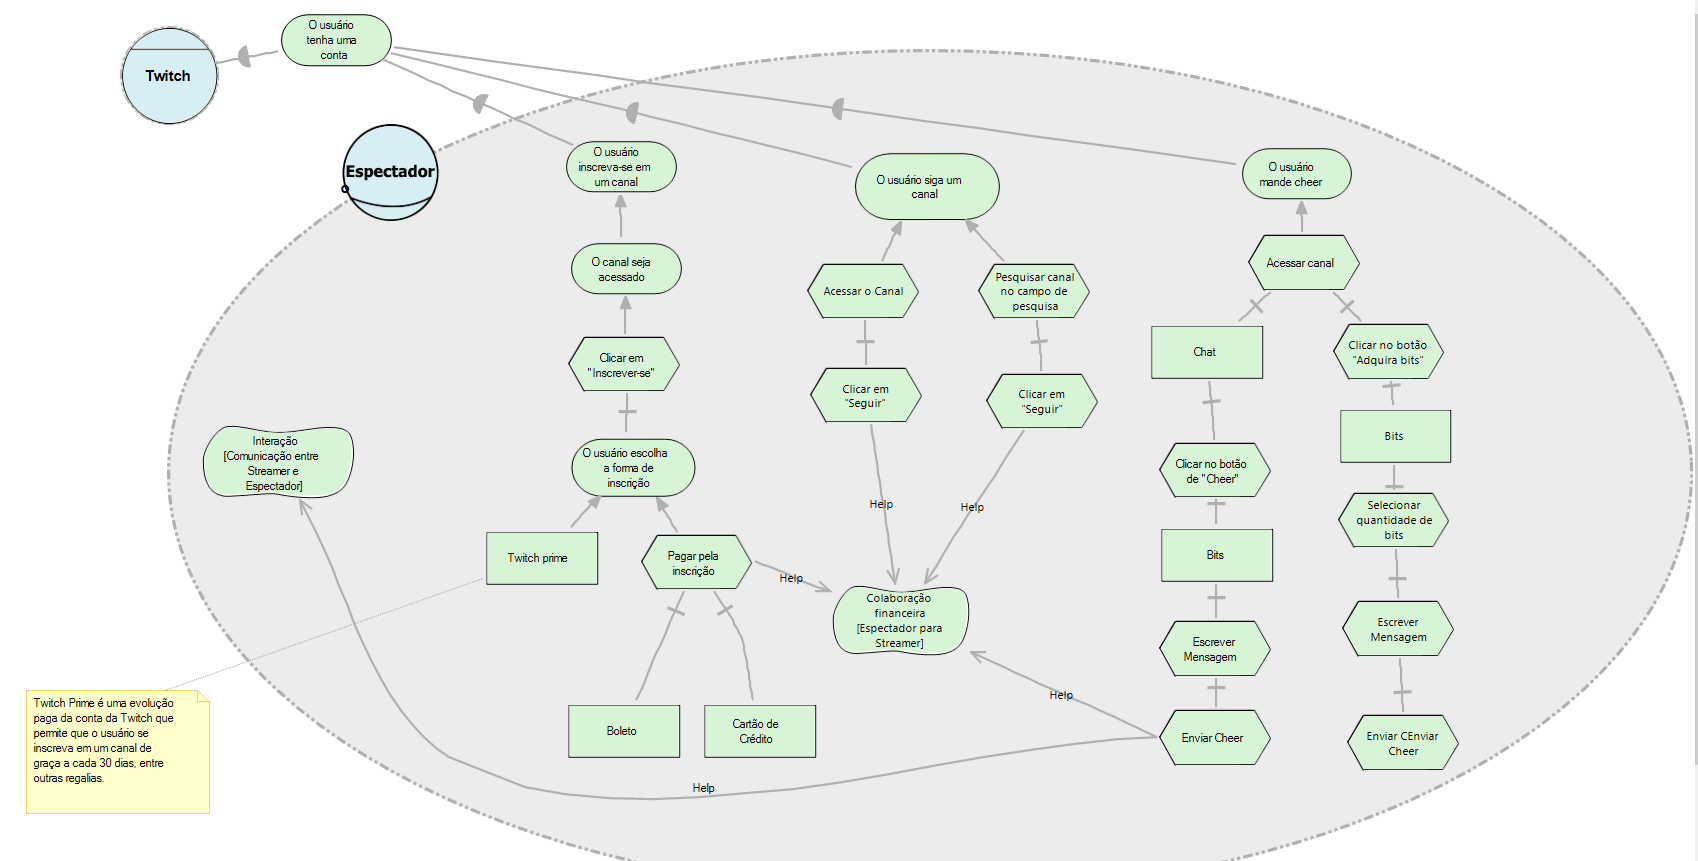 O usuário
tenha uma
conta
Twitch
Espectador
O usuário
inscreva-se em
um canal
O usuário siga um
canal
O usuário
mande cheer
O canal seja
acessado
Acessar o Canal
Pesquisar canal
no campo de
pesquisa
Acessar canal
Clicar em
"Inscrever-se"
Clicar em
"Seguir"
Clicar em
"Seguir"
Chat
Clicar no botão
"Adquira bits"
Interação
[Comunicação entre
Streamer e
Espectador]
O usuário escolha
a forma de
inscrição
Clicar no botão
de "Cheer"
Bits
Help
Help
Selecionar
quantidade de
bits
Twitch prime
Pagar pela
inscrição
Help
Bits
Colaboração
financeira
[Espectador para
Streamer]
Escrever
Mensagem
Escrever
Mensagem
Help
Twitch Prime é uma evolução
paga da conta da Twitch que
permite que o usuário se
inscreva em um canal de
graça a cada 30 dias, entre
outras regalias.
Boleto
Cartão de
Crédito
Enviar Cheer
Enviar CEnviar
Cheer
Help